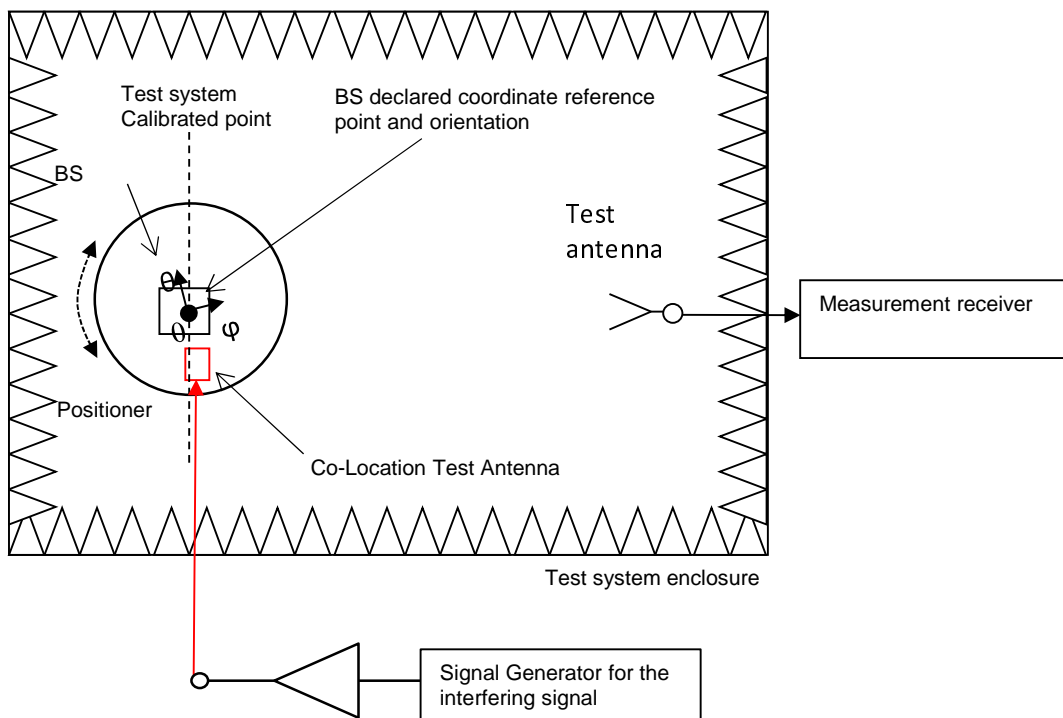 Test system
Calibrated point
BS declared coordinate reference
point and orientation
BS
Test
antenna
Measurement receiver
θ
θ
φ
Positioner
Co-Location Test Antenna
Test system enclosure
Signal Generator for the
interfering signal